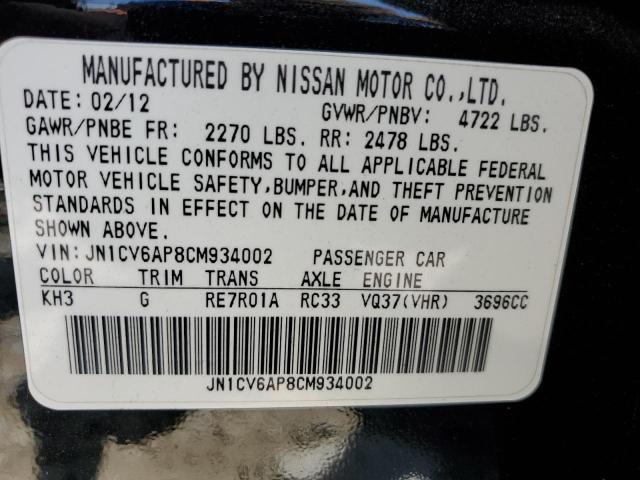 MANUFACTURED BY NISSAN MOTOR CO.,LTD.
DATE: 02/12 GVWR/PNBV: 4722 LBS.
GAWR/PNBE FR: 2270 LBS. RR: 2478 LBS.
THIS VEHICLE CONFORMS TO ALL APPLICABLE FEDERAL
MOTOR VEHICLE SAFETY,BUMPER,AND THEFT PREVENTION
STANDARDS IN EFFECT ON THE DATE OF MANUFACTURE
SHOWN ABOVE.
VIN: JN1CV6AP8CM934002 PASSENGER CAR
COLOR TRIM TRANS AXLE ENGINE
KH3 G RE7R01A RC33 VQ37(VHR) 3696CC
JN1CV6AP8CM934002